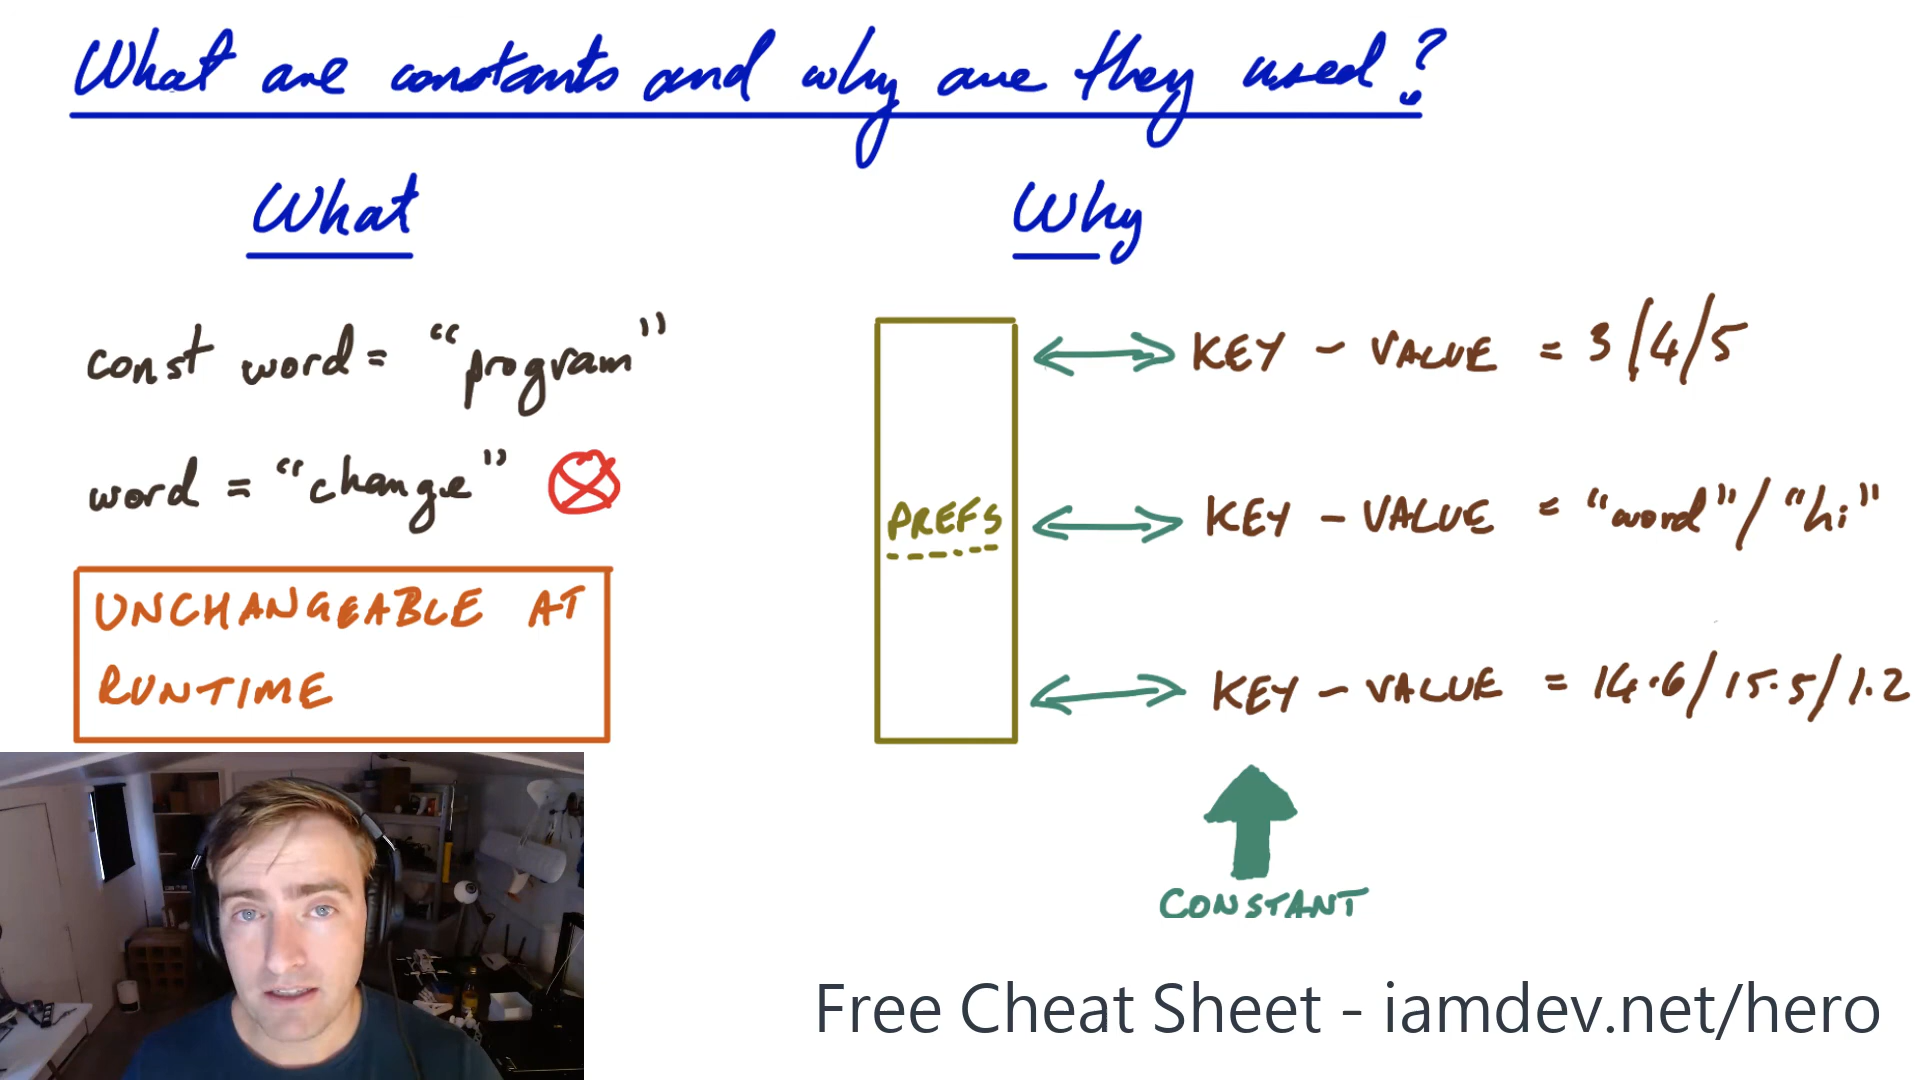 What are constants and why are they used?
What
Why
const word = "program"
word = "change"
UNCHANGEABLE AT
RUNTIME
PREFS
KEY - VALUE = 3/4/5
KEY - VALUE = "word"/"hi"
KEY - VALUE = 14.6/15.5/1.2
CONSTANT
Free Cheat Sheet - iamdev.net/hero